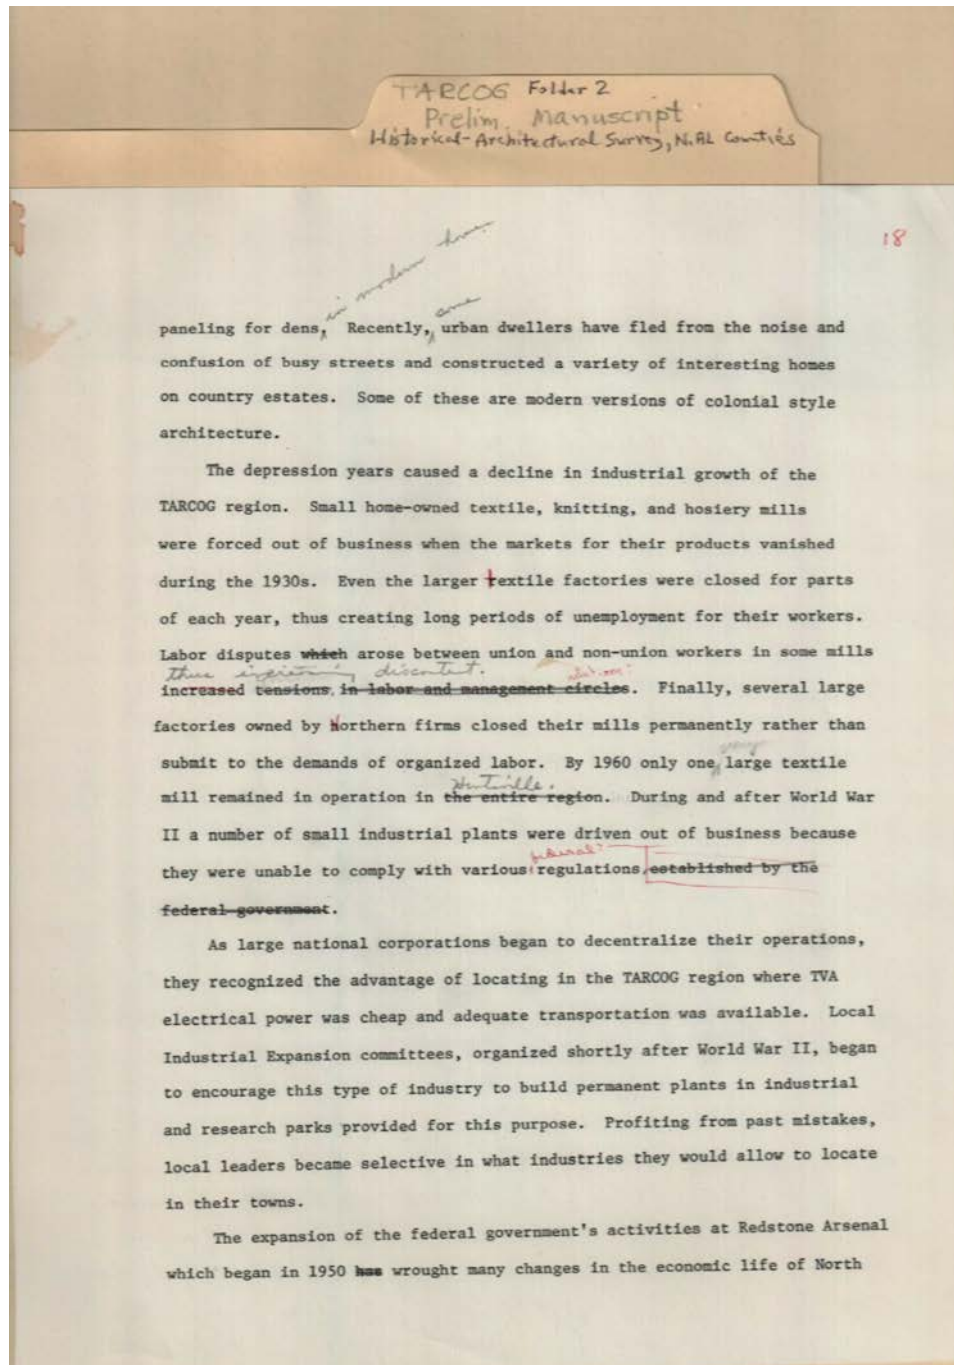 TARCOG Folder 2
Prelim. Manuscript
Historical-Architectural Survey, N.AL Counties
18
in modern home.
some
paneling for dens, Recently, urban dwellers have fled from the noise and
confusion of busy streets and constructed a variety of interesting homes
on country estates. Some of these are modern versions of colonial style
architecture.
The depression years caused a decline in industrial growth of the
TARCOG region. Small home-owned textile, knitting, and hosiery mills
were forced out of business when the markets for their products vanished
during the 1930s. Even the larger textile factories were closed for parts
of each year, thus creating long periods of unemployment for their workers.
Labor disputes which arose between union and non-union workers in some mills
thus discontent.
increased tensions, in labor and management circles. Finally, several large
factories owned by Northern firms closed their mills permanently rather than
very
submit to the demands of organized labor. By 1960 only one large textile
Huntsville.
mill remained in operation in the entire region. During and after World War
II a number of small industrial plants were driven out of business because
federal
they were unable to comply with various regulations established by the
federal government.
As large national corporations began to decentralize their operations,
they recognized the advantage of locating in the TARCOG region where TVA
electrical power was cheap and adequate transportation was available. Local
Industrial Expansion committees, organized shortly after World War II, began
to encourage this type of industry to build permanent plants in industrial
and research parks provided for this purpose. Profiting from past mistakes,
local leaders became selective in what industries they would allow to locate
in their towns.
The expansion of the federal government's activities at Redstone Arsenal
which began in 1950 has wrought many changes in the economic life of North